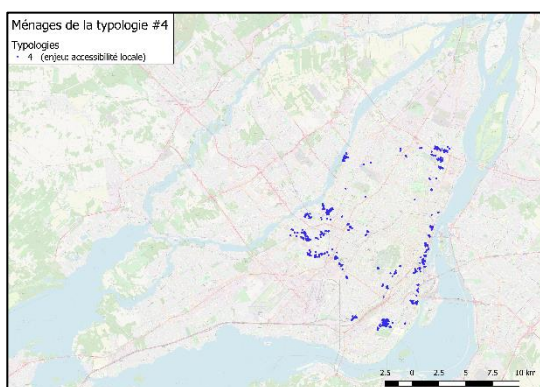 Ménages de la typologie #4
Typologies
4 (enjeu: accessibilité locale)
2.5 0 2.5 5 7.5 10 km